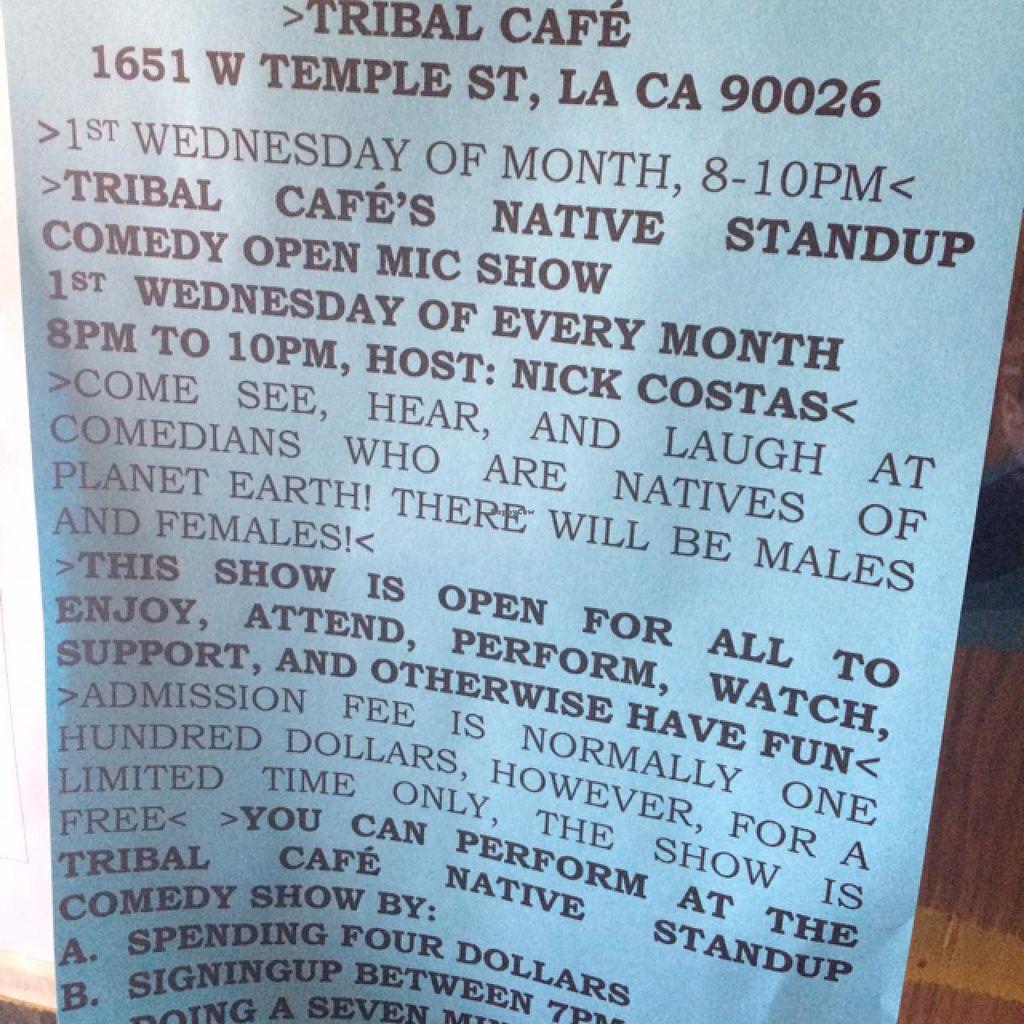 >TRIBAL CAFÉ
1651 W TEMPLE ST, LA CA 90026
>1ST WEDNESDAY OF MONTH, 8-10PM<
>TRIBAL CAFÉ'S NATIVE STANDUP
COMEDY OPEN MIC SHOW
1ST WEDNESDAY OF EVERY MONTH
8PM TO 10PM, HOST: NICK COSTAS<
>COME SEE, HEAR, AND LAUGH AT
COMEDIANS WHO ARE NATIVES OF
PLANET EARTH! THERE WILL BE MALES
AND FEMALES!<
>THIS SHOW IS OPEN FOR ALL TO
ENJOY, ATTEND, PERFORM, WATCH,
SUPPORT, AND OTHERWISE HAVE FUN<
>ADMISSION FEE IS NORMALLY ONE
HUNDRED DOLLARS, HOWEVER, FOR A
LIMITED TIME ONLY, THE SHOW IS
FREE< >YOU CAN PERFORM AT THE
TRIBAL CAFÉ NATIVE STANDUP
COMEDY SHOW BY:
A. SPENDING FOUR DOLLARS
B. SIGNINGUP BETWEEN 7PM
DOING A SEVEN
HappyCow